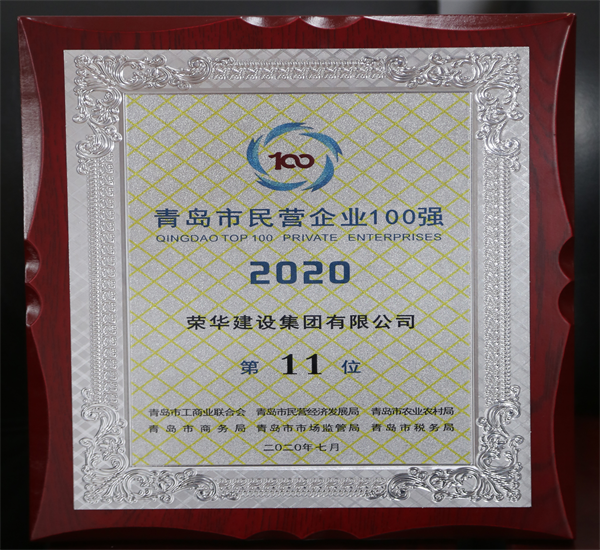 100
青岛市民营企业100强
QINGDAO TOP 100 PRIVATE ENTERPRISES
2020
荣华建设集团有限公司
第 11 位
青岛市工商业联合会 青岛市民营经济发展局 青岛市农业农村局
青岛市商务局 青岛市市场监管局 青岛市税务局
二〇二〇年七月